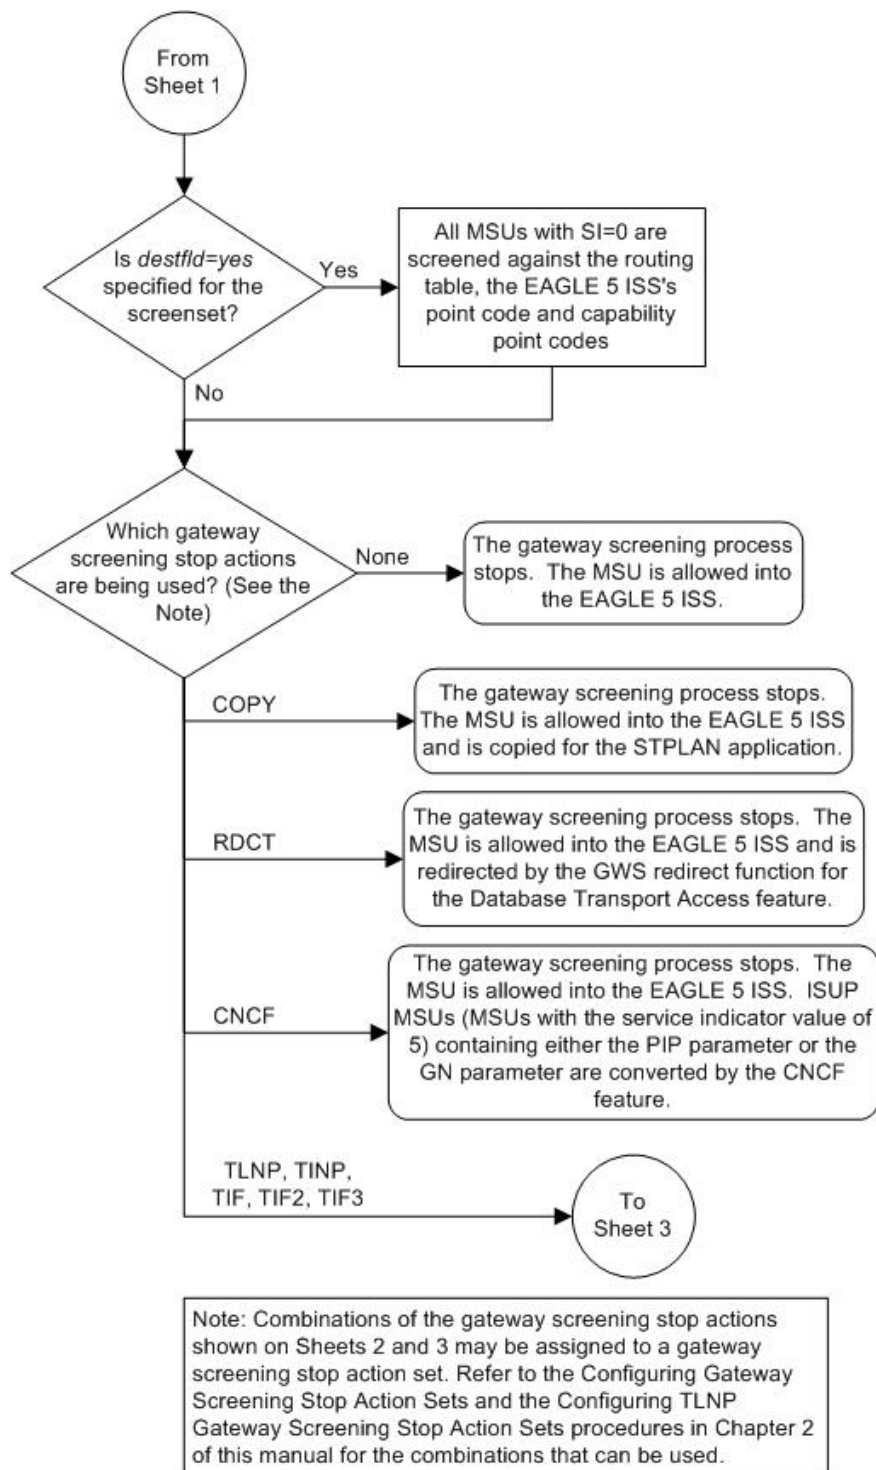 From
Sheet 1
Is destfld=yes
specified for the
screenset?
Yes
All MSUs with SI=0 are
screened against the routing
table, the EAGLE 5 ISS's
point code and capability
point codes
No
Which gateway
screening stop actions
are being used? (See the
Note)
None
The gateway screening process
stops. The MSU is allowed into
the EAGLE 5 ISS.
COPY
The gateway screening process stops.
The MSU is allowed into the EAGLE 5 ISS
and is copied for the STPLAN application.
RDCT
The gateway screening process stops. The
MSU is allowed into the EAGLE 5 ISS and is
redirected by the GWS redirect function for
the Database Transport Access feature.
CNCF
The gateway screening process stops. The
MSU is allowed into the EAGLE 5 ISS. ISUP
MSUs (MSUs with the service indicator value of
5) containing either the PIP parameter or the
GN parameter are converted by the CNCF
feature.
TLNP, TINP,
TIF, TIF2, TIF3
To
Sheet 3
Note: Combinations of the gateway screening stop actions
shown on Sheets 2 and 3 may be assigned to a gateway
screening stop action set. Refer to the Configuring Gateway
Screening Stop Action Sets and the Configuring TLNP
Gateway Screening Stop Action Sets procedures in Chapter 2
of this manual for the combinations that can be used.